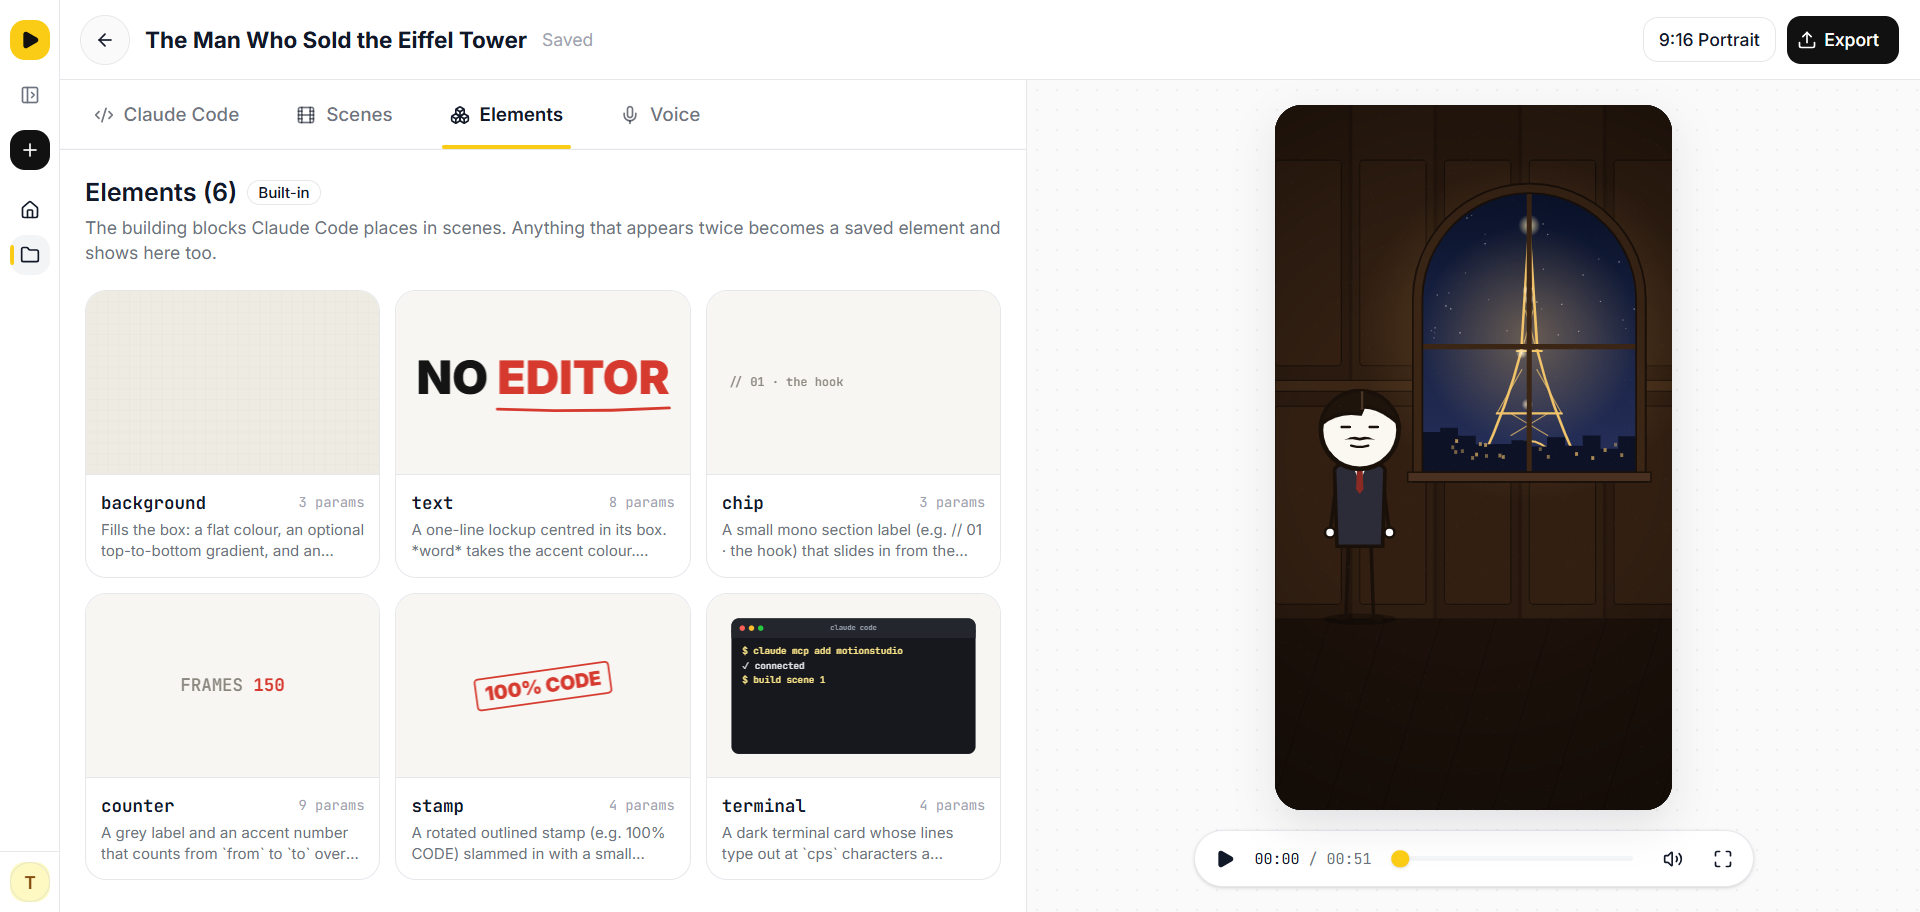 The Man Who Sold the Eiffel Tower Saved
9:16 Portrait
Export
Claude Code
Scenes
Elements
Voice
Elements (6) Built-in
The building blocks Claude Code places in scenes. Anything that appears twice becomes a saved element and
shows here too.
NO EDITOR
// 01 · the hook
background 3 params
Fills the box: a flat colour, an optional
top-to-bottom gradient, and an...
text 8 params
A one-line lockup centred in its box.
*word* takes the accent colour....
chip 3 params
A small mono section label (e.g. // 01
· the hook) that slides in from the...
FRAMES 150
100% CODE
claude code
$ claude mcp add motionstudio
✓ connected
$ build scene 1
counter 9 params
A grey label and an accent number
that counts from `from` to `to` over...
stamp 4 params
A rotated outlined stamp (e.g. 100%
CODE) slammed in with a small...
terminal 4 params
A dark terminal card whose lines
type out at `cps` characters a...
00:00 / 00:51
T